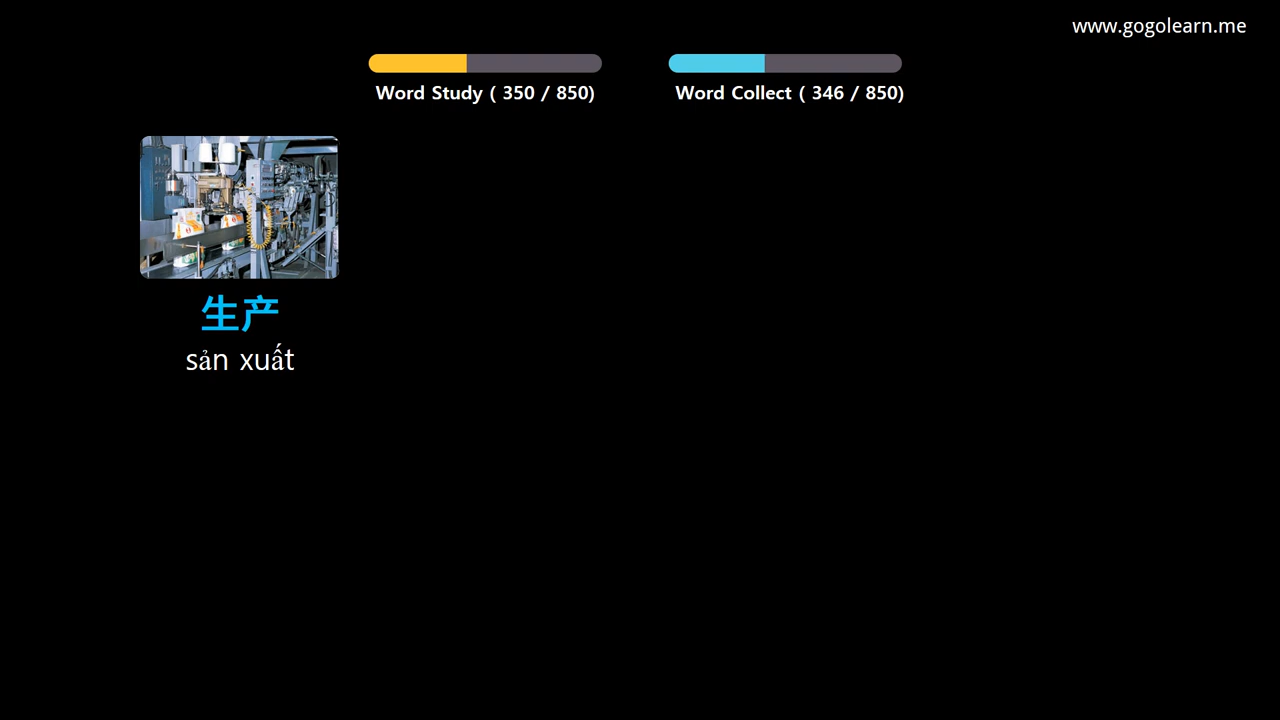 www.gogolearn.me
Word Study ( 350 / 850)
Word Collect ( 346 / 850)
生产
sản xuất